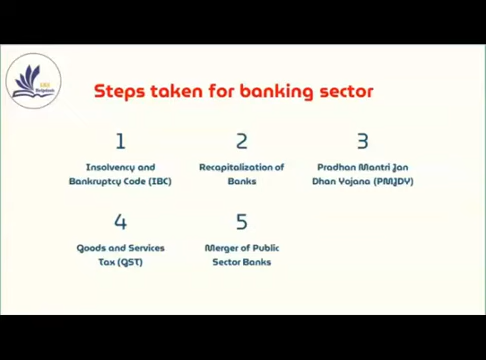 Steps taken for banking sector
1
Insolvency and
Bankruptcy Code (IBC)
2
Recapitalization of
Banks
3
Pradhan Mantri Jan
Dhan Yojana (PMJDY)
4
Goods and Services
Tax (GST)
5
Merger of Public
Sector Banks